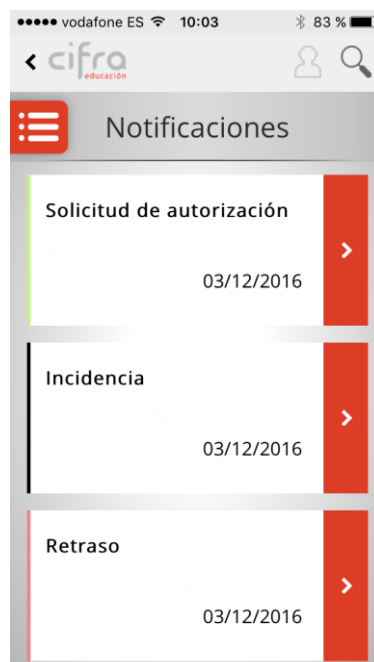 vodafone ES 10:03 83 %
cifra
educación
Notificaciones
Solicitud de autorización
03/12/2016
Incidencia
03/12/2016
Retraso
03/12/2016